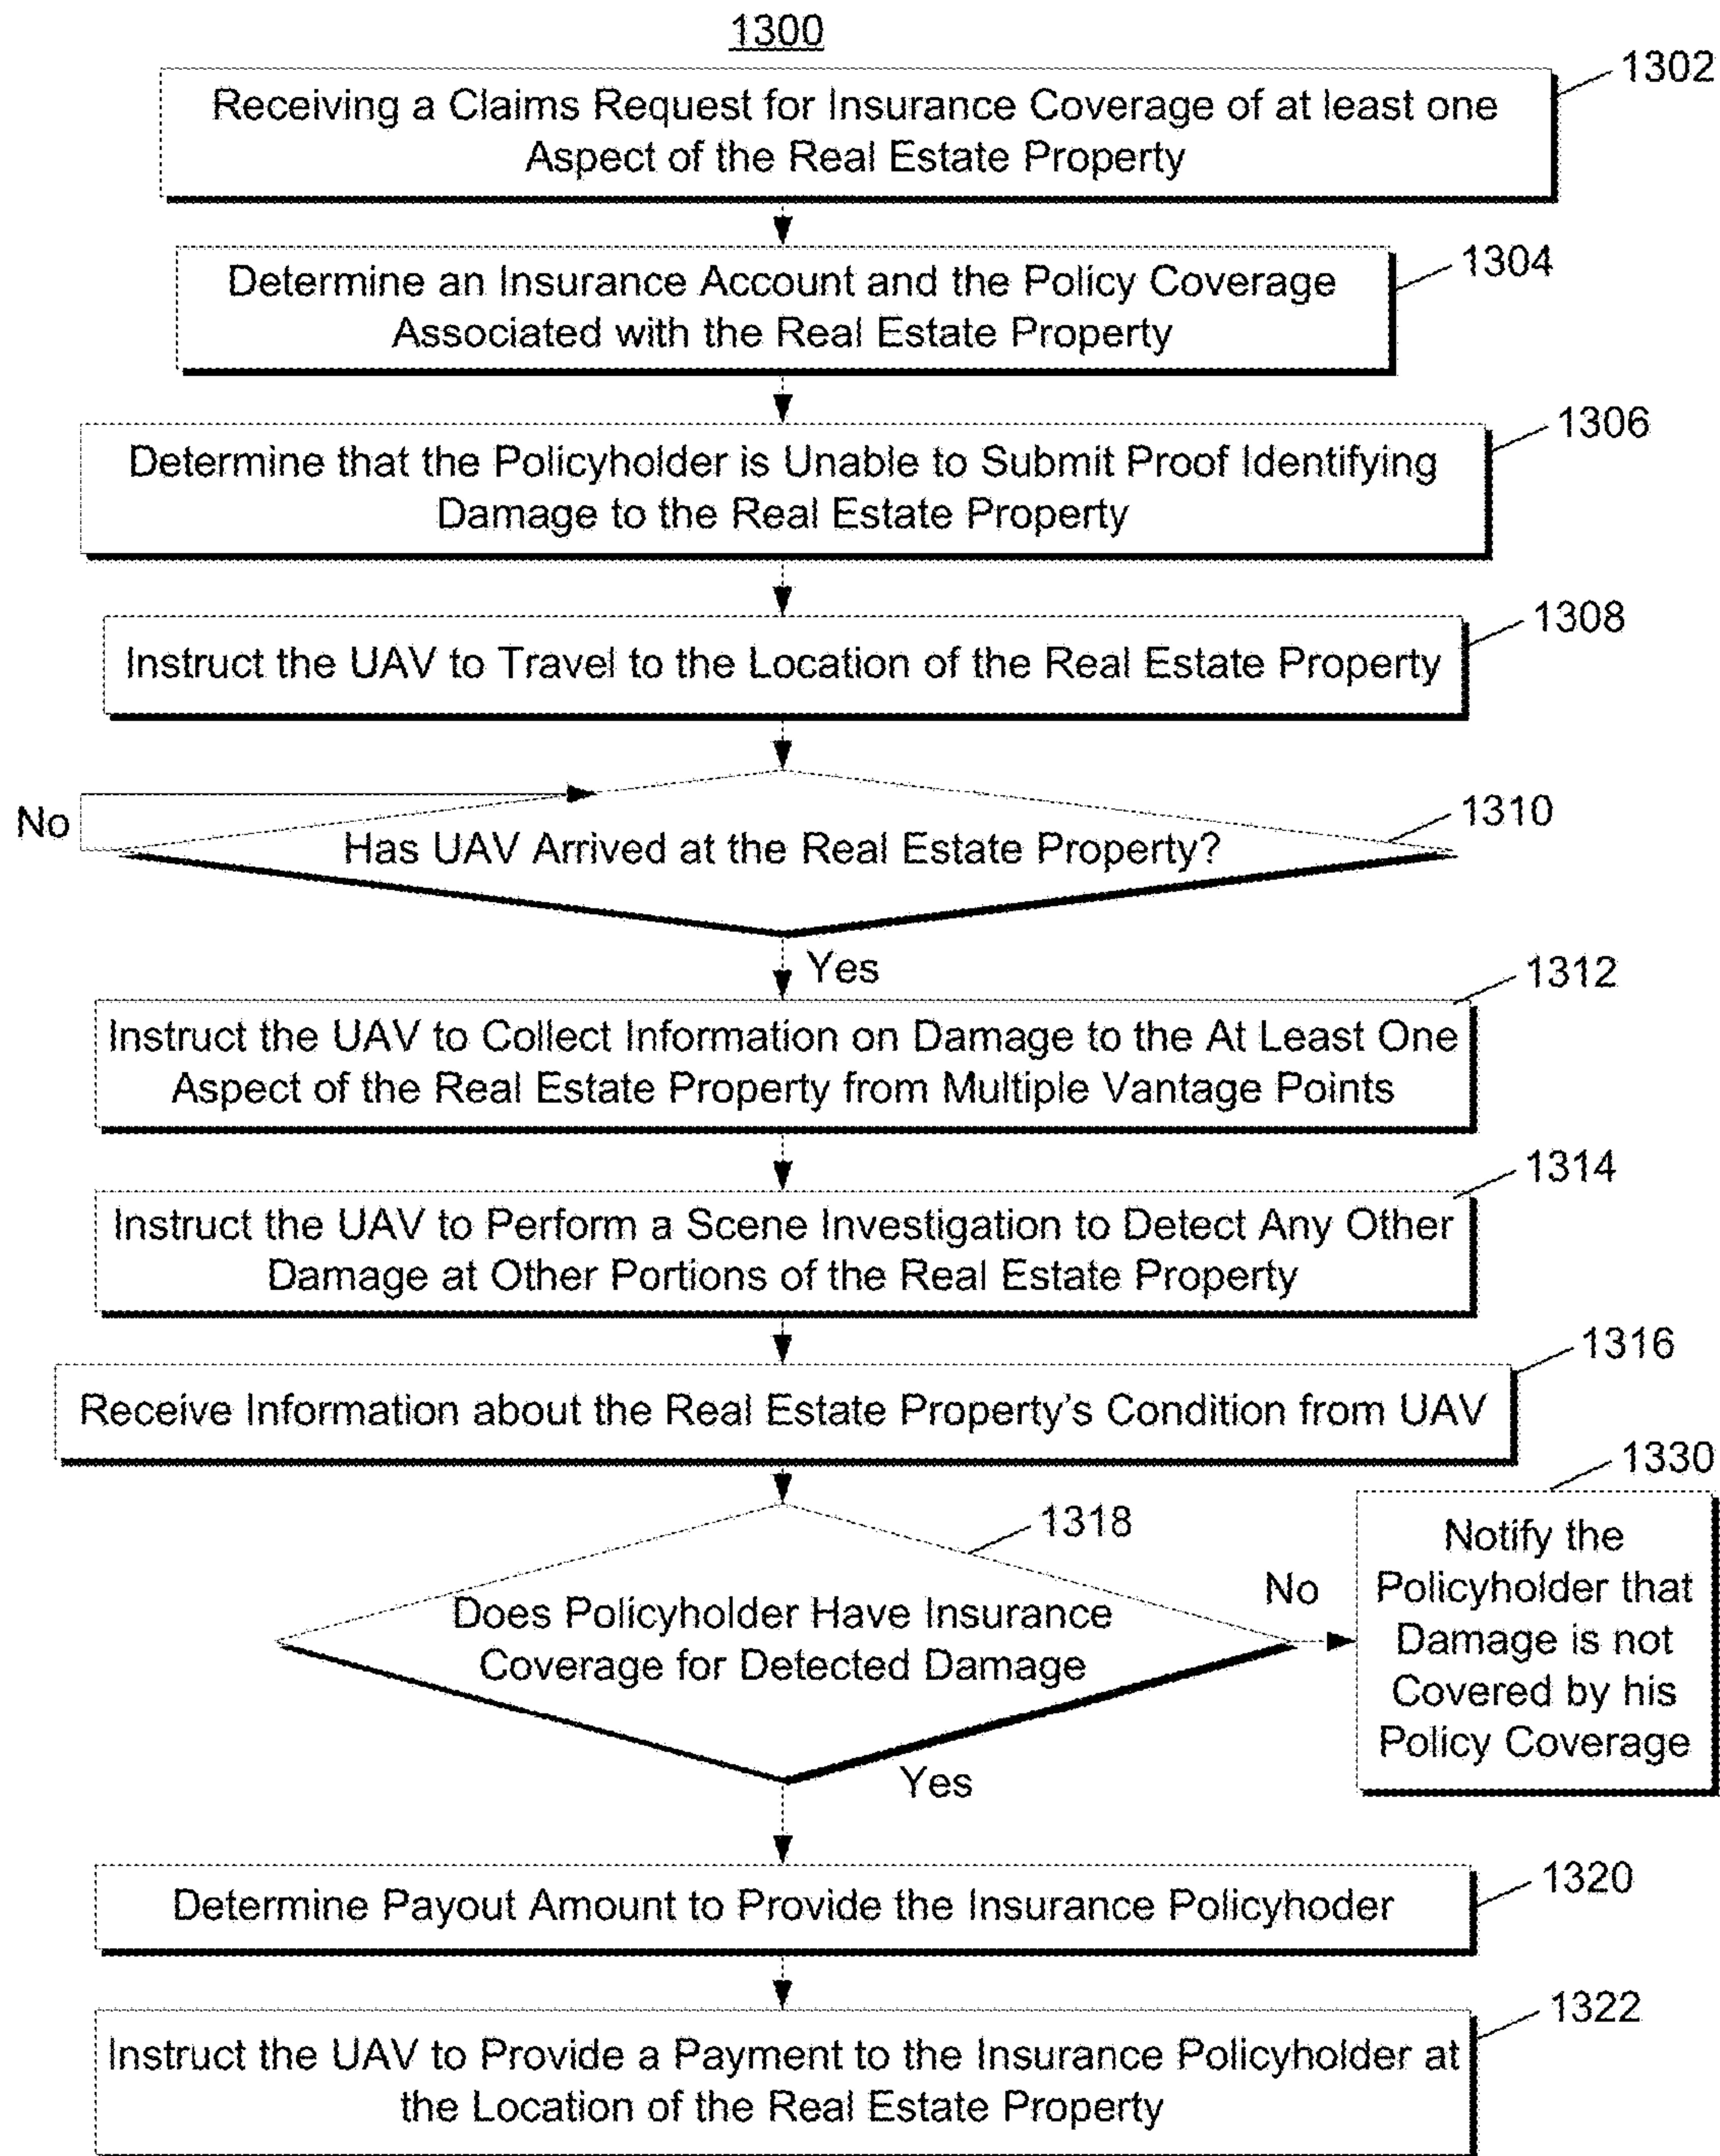 1300
1302
Receiving a Claims Request for Insurance Coverage of at least one
Aspect of the Real Estate Property
1304
Determine an Insurance Account and the Policy Coverage
Associated with the Real Estate Property
1306
Determine that the Policyholder is Unable to Submit Proof Identifying
Damage to the Real Estate Property
1308
Instruct the UAV to Travel to the Location of the Real Estate Property
No
1310
Has UAV Arrived at the Real Estate Property?
Yes
1312
Instruct the UAV to Collect Information on Damage to the At Least One
Aspect of the Real Estate Property from Multiple Vantage Points
1314
Instruct the UAV to Perform a Scene Investigation to Detect Any Other
Damage at Other Portions of the Real Estate Property
1316
Receive Information about the Real Estate Property's Condition from UAV
1318
Does Policyholder Have Insurance
Coverage for Detected Damage
No
1330
Notify the
Policyholder that
Damage is not
Covered by his
Policy Coverage
Yes
1320
Determine Payout Amount to Provide the Insurance Policyhoder
1322
Instruct the UAV to Provide a Payment to the Insurance Policyholder at
the Location of the Real Estate Property